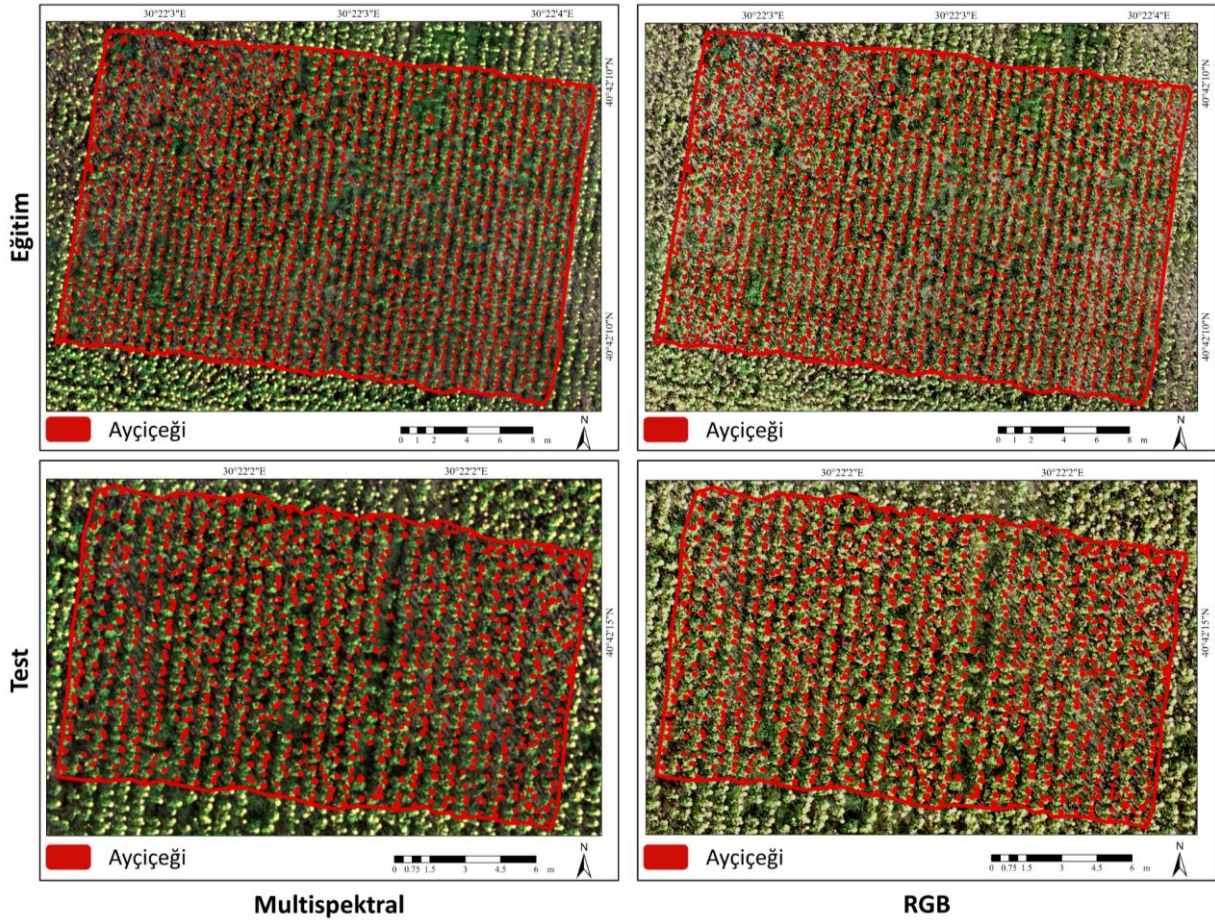 30°22'3"E 30°22'3"E 30°22'4"E
30°22'3"E 30°22'3"E 30°22'4"E
Eğitim
40°42'10"N
40°42'10"N
40°42'10"N
40°42'10"N
Ayçiçeği
0 1 2 4 6 8 m
N
Ayçiçeği
0 1 2 4 6 8 m
N
30°22'2"E 30°22'2"E
30°22'2"E 30°22'2"E
Test
40°42'15"N
40°42'15"N
Ayçiçeği
0 0.75 1.5 3 4.5 6 m
N
Ayçiçeği
0 0.75 1.5 3 4.5 6 m
N
Multispektral
RGB